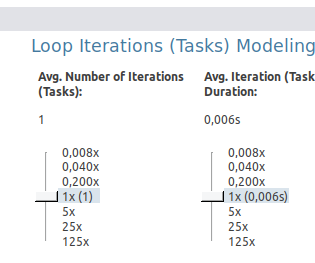 Loop Iterations (Tasks) Modeling
Avg. Number of Iterations (Tasks):
1
0,008x
0,040x
0,200x
1x (1)
5x
25x
125x
Avg. Iteration (Task
Duration:
0,006s
0,008x
0,040x
0,200x
1x (0,006s)
5x
25x
125x